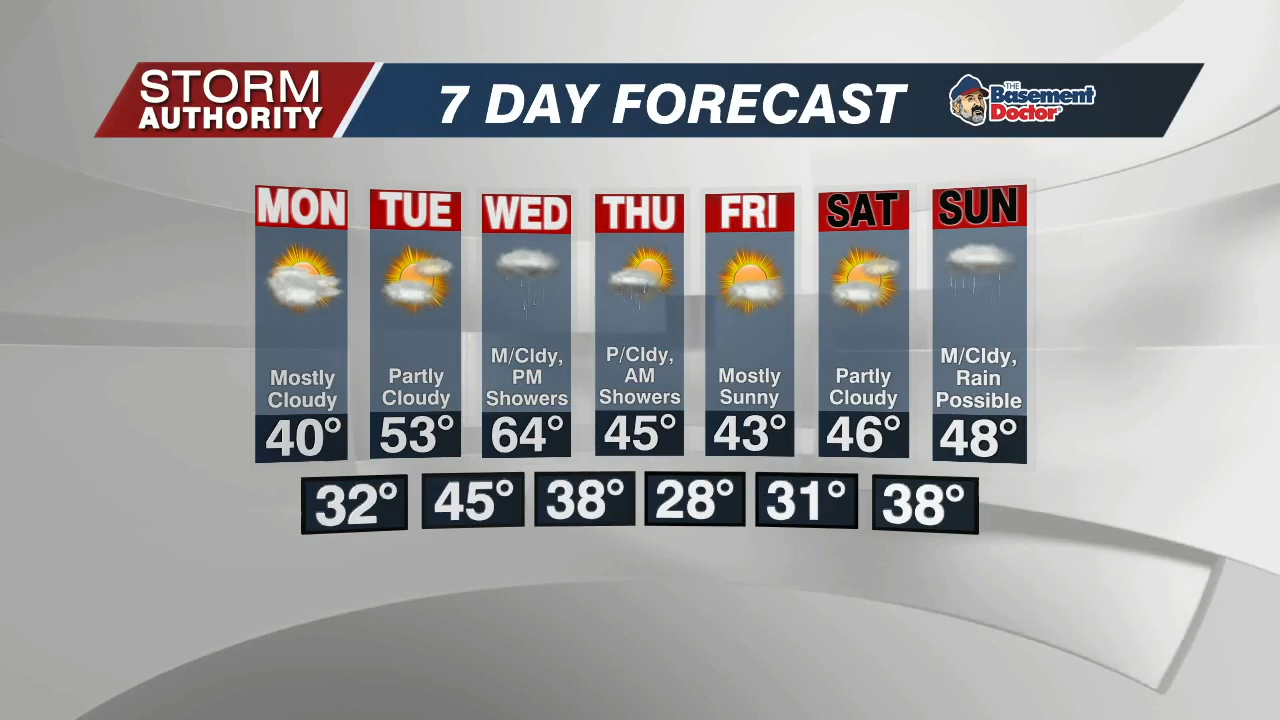 STORM
AUTHORITY
7 DAY FORECAST
THE
Basement
Doctor
MON TUE WED THU FRI SAT SUN
Mostly
Cloudy
Partly
Cloudy
M/Cldy,
PM
Showers
P/Cldy,
AM
Showers
Mostly
Sunny
Partly
Cloudy
M/Cldy,
Rain
Possible
40° 53° 64° 45° 43° 46° 48°
32° 45° 38° 28° 31° 38°